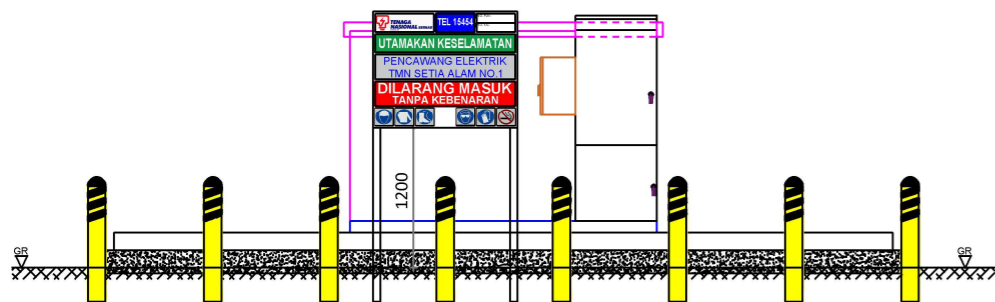 TENAGA
NASIONAL BERHAD
TEL 15454
UTAMAKAN KESELAMATAN
PENCAWANG ELEKTRIK
TMN SETIA ALAM NO.1
DILARANG MASUK
TANPA KEBENARAN
1200
GR
GR